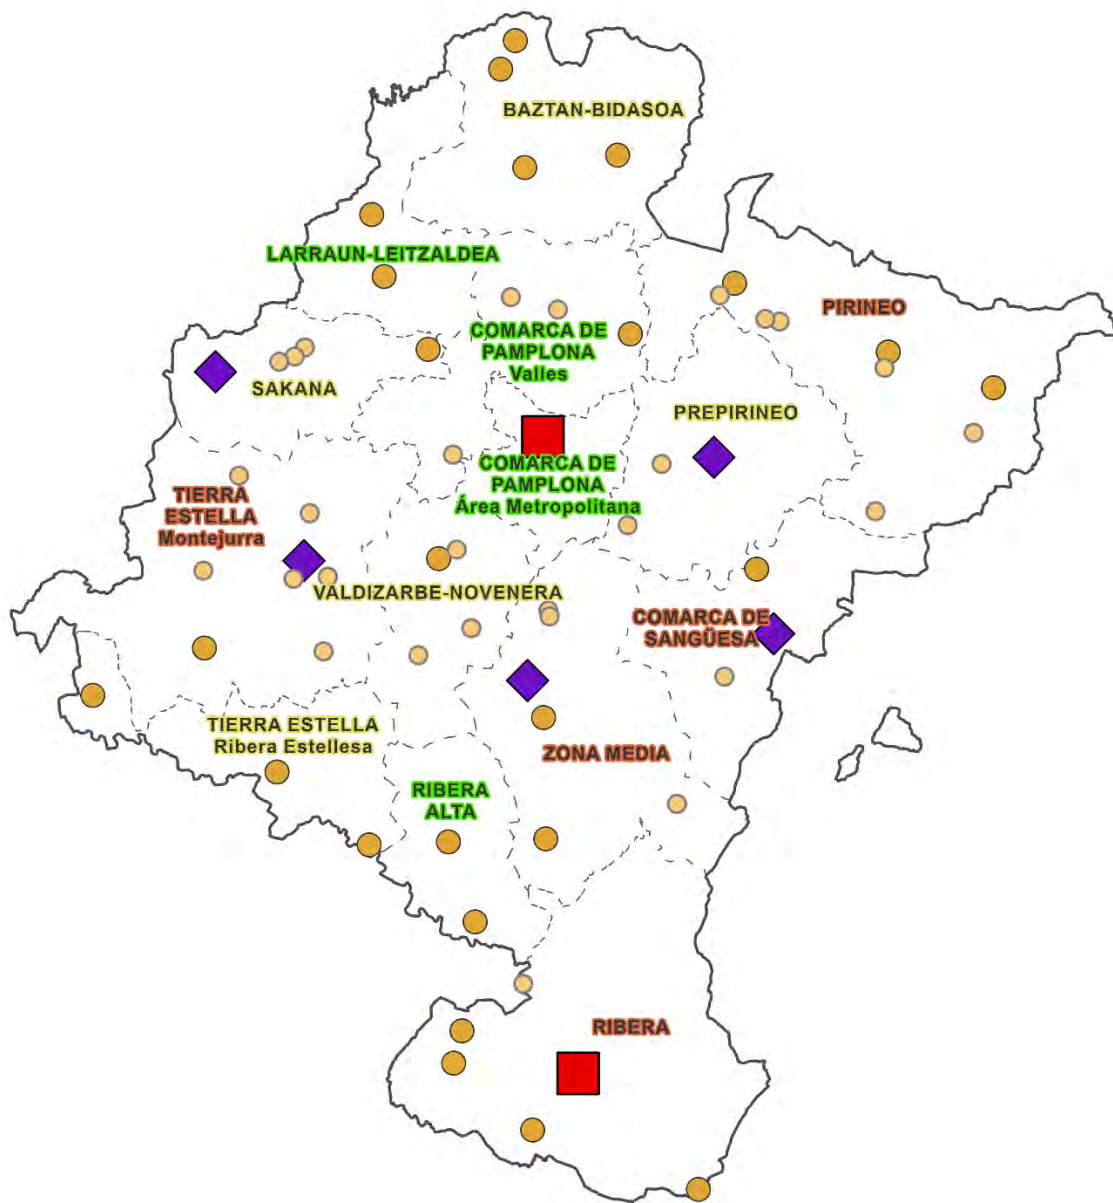 BAZTAN-BIDASOA
LARRAUN-LEITZALDEA
PIRINEO
COMARCA DE
PAMPLONA
Valles
SAKANA
PREPIRINEO
COMARCA DE
PAMPLONA
Área Metropolitana
TIERRA
ESTELLA
Montejurra
VALDIZARBE-NOVENERA
COMARCA DE
SANGÜESA
TIERRA ESTELLA
Ribera Estellesa
ZONA MEDIA
RIBERA
ALTA
RIBERA